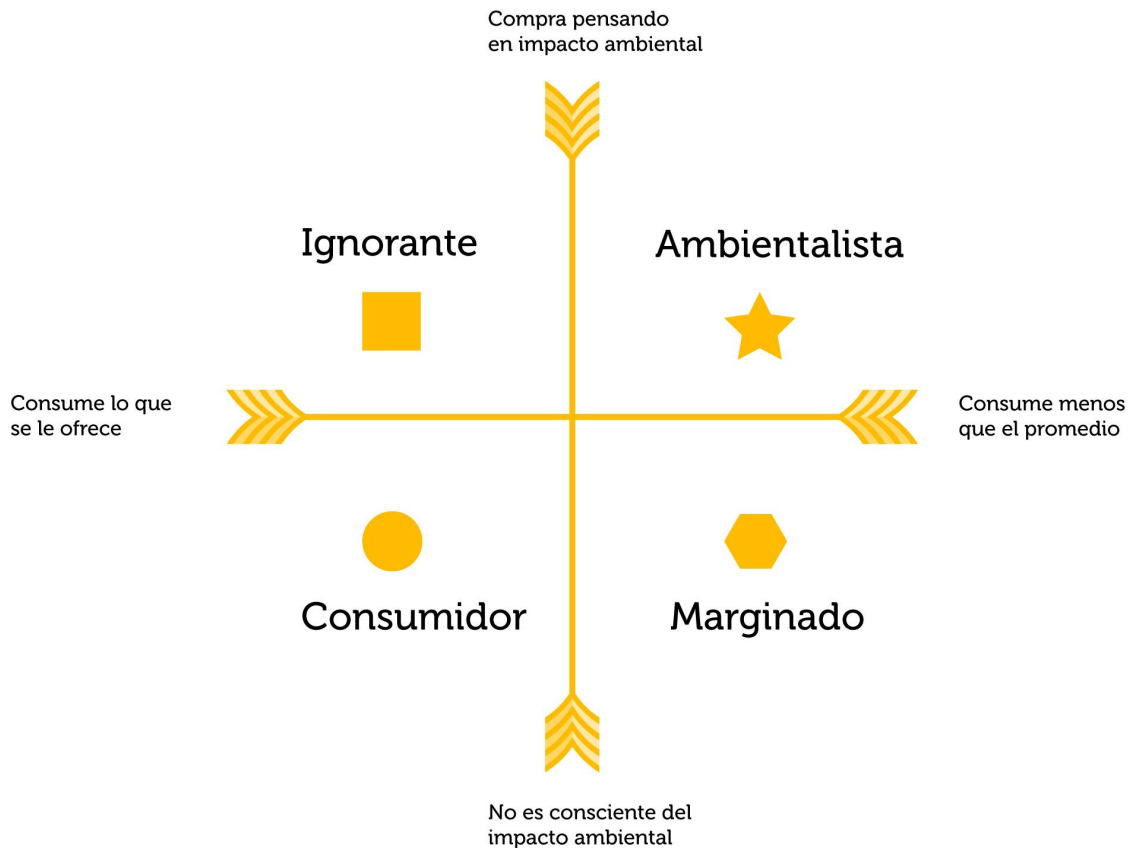 Compra pensando
en impacto ambiental
Ignorante
Ambientalista
Consume lo que
se le ofrece
Consume menos
que el promedio
Consumidor
Marginado
No es consciente del
impacto ambiental